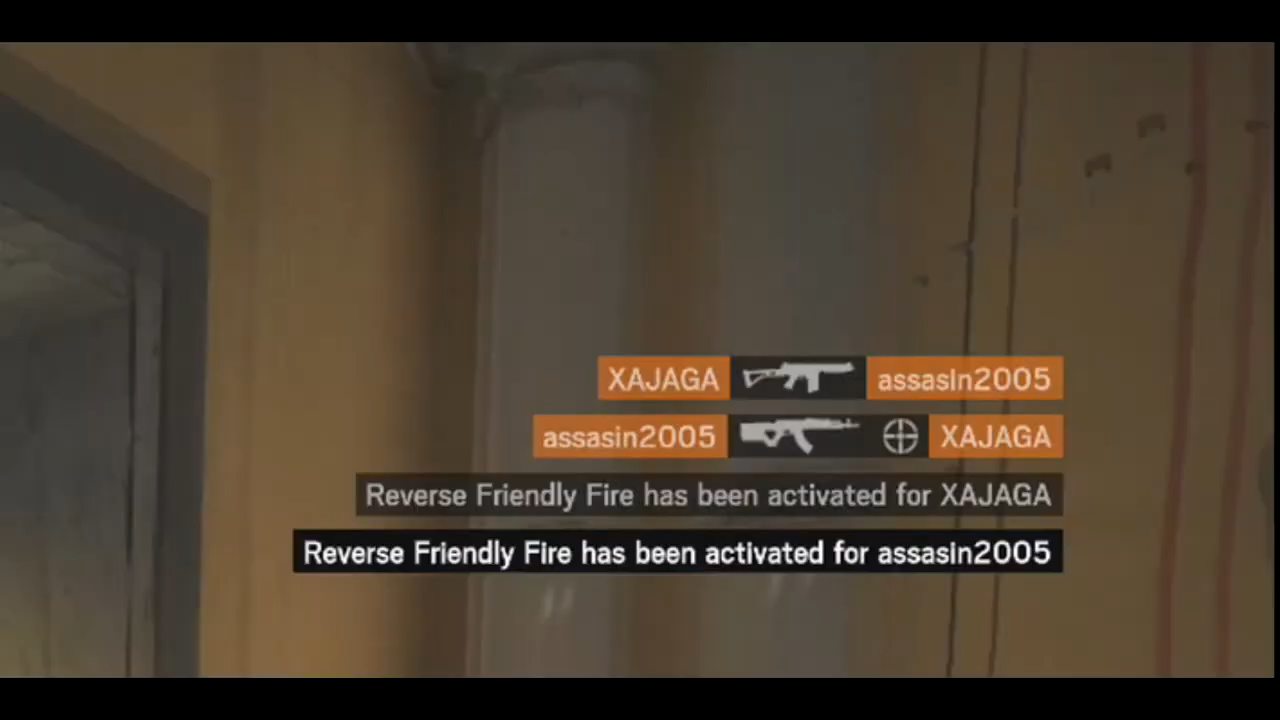 XAJAGA assasin2005
assasin2005 XAJAGA
Reverse Friendly Fire has been activated for XAJAGA
Reverse Friendly Fire has been activated for assasin2005